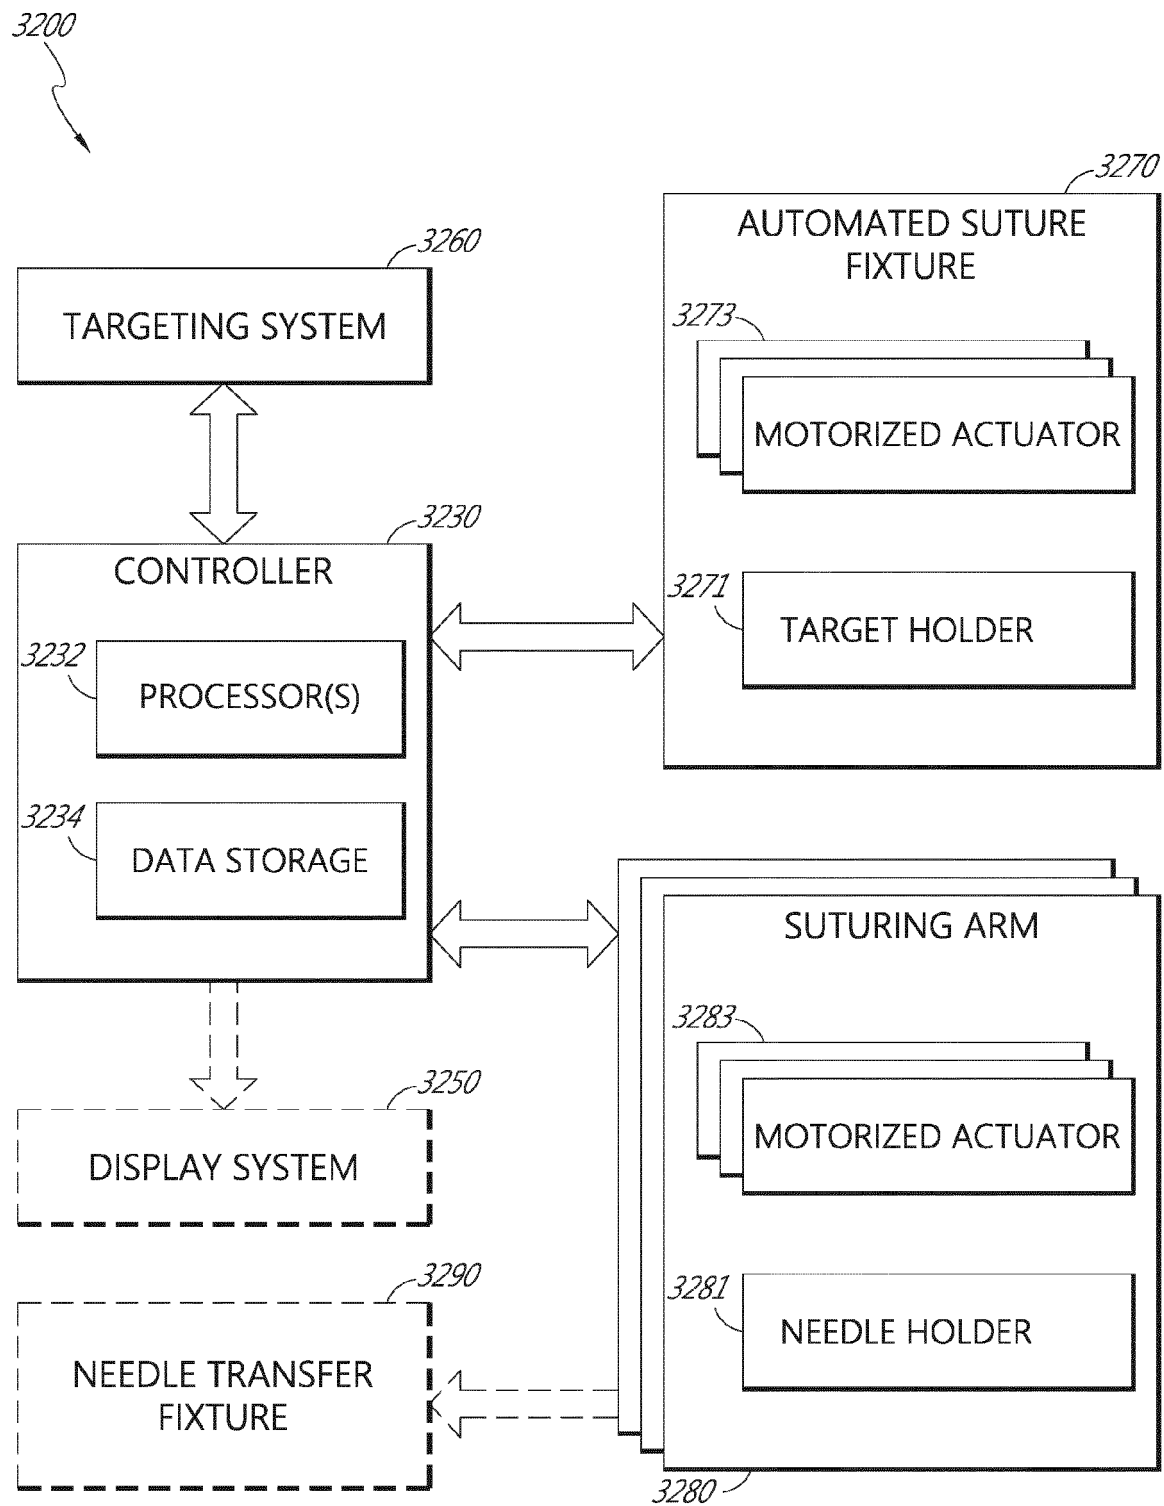 3200
3270
AUTOMATED SUTURE
FIXTURE
3260
TARGETING SYSTEM
3273
MOTORIZED ACTUATOR
3230
CONTROLLER
3271
TARGET HOLDER
3232
PROCESSOR(S)
3234
DATA STORAGE
SUTURING ARM
3283
MOTORIZED ACTUATOR
3250
DISPLAY SYSTEM
3281
NEEDLE HOLDER
3290
NEEDLE TRANSFER
FIXTURE
3280